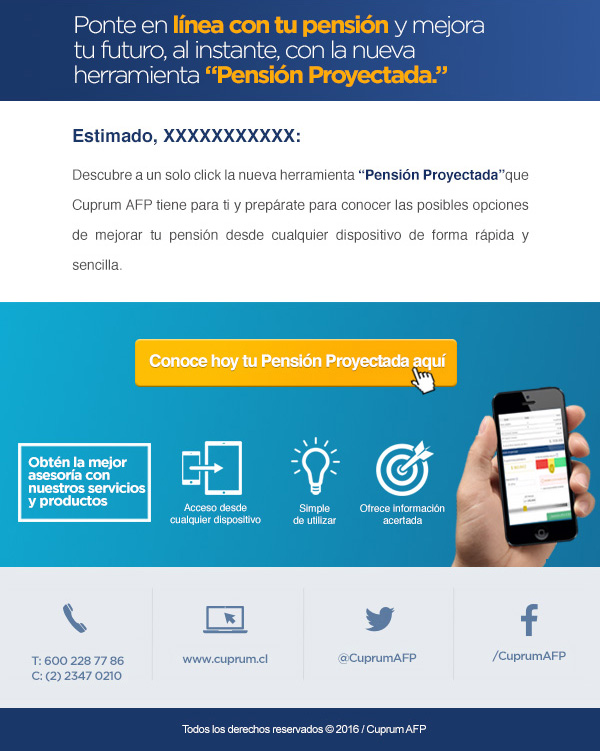 Ponte en línea con tu pensión y mejora
tu futuro, al instante, con la nueva
herramienta “Pensión Proyectada.”
Estimado, XXXXXXXXXXX:
Descubre a un solo click la nueva herramienta “Pensión Proyectada”que
Cuprum AFP tiene para ti y prepárate para conocer las posibles opciones
de mejorar tu pensión desde cualquier dispositivo de forma rápida y
sencilla.
Conoce hoy tu Pensión Proyectada aquí
Obtén la mejor
asesoría con
nuestros servicios
y productos
Acceso desde
cualquier dispositivo
Simple
de utilizar
Ofrece información
acertada
T: 600 228 77 86
C: (2) 2347 0210
www.cuprum.cl
@CuprumAFP
/CuprumAFP
Todos los derechos reservados © 2016 / Cuprum AFP